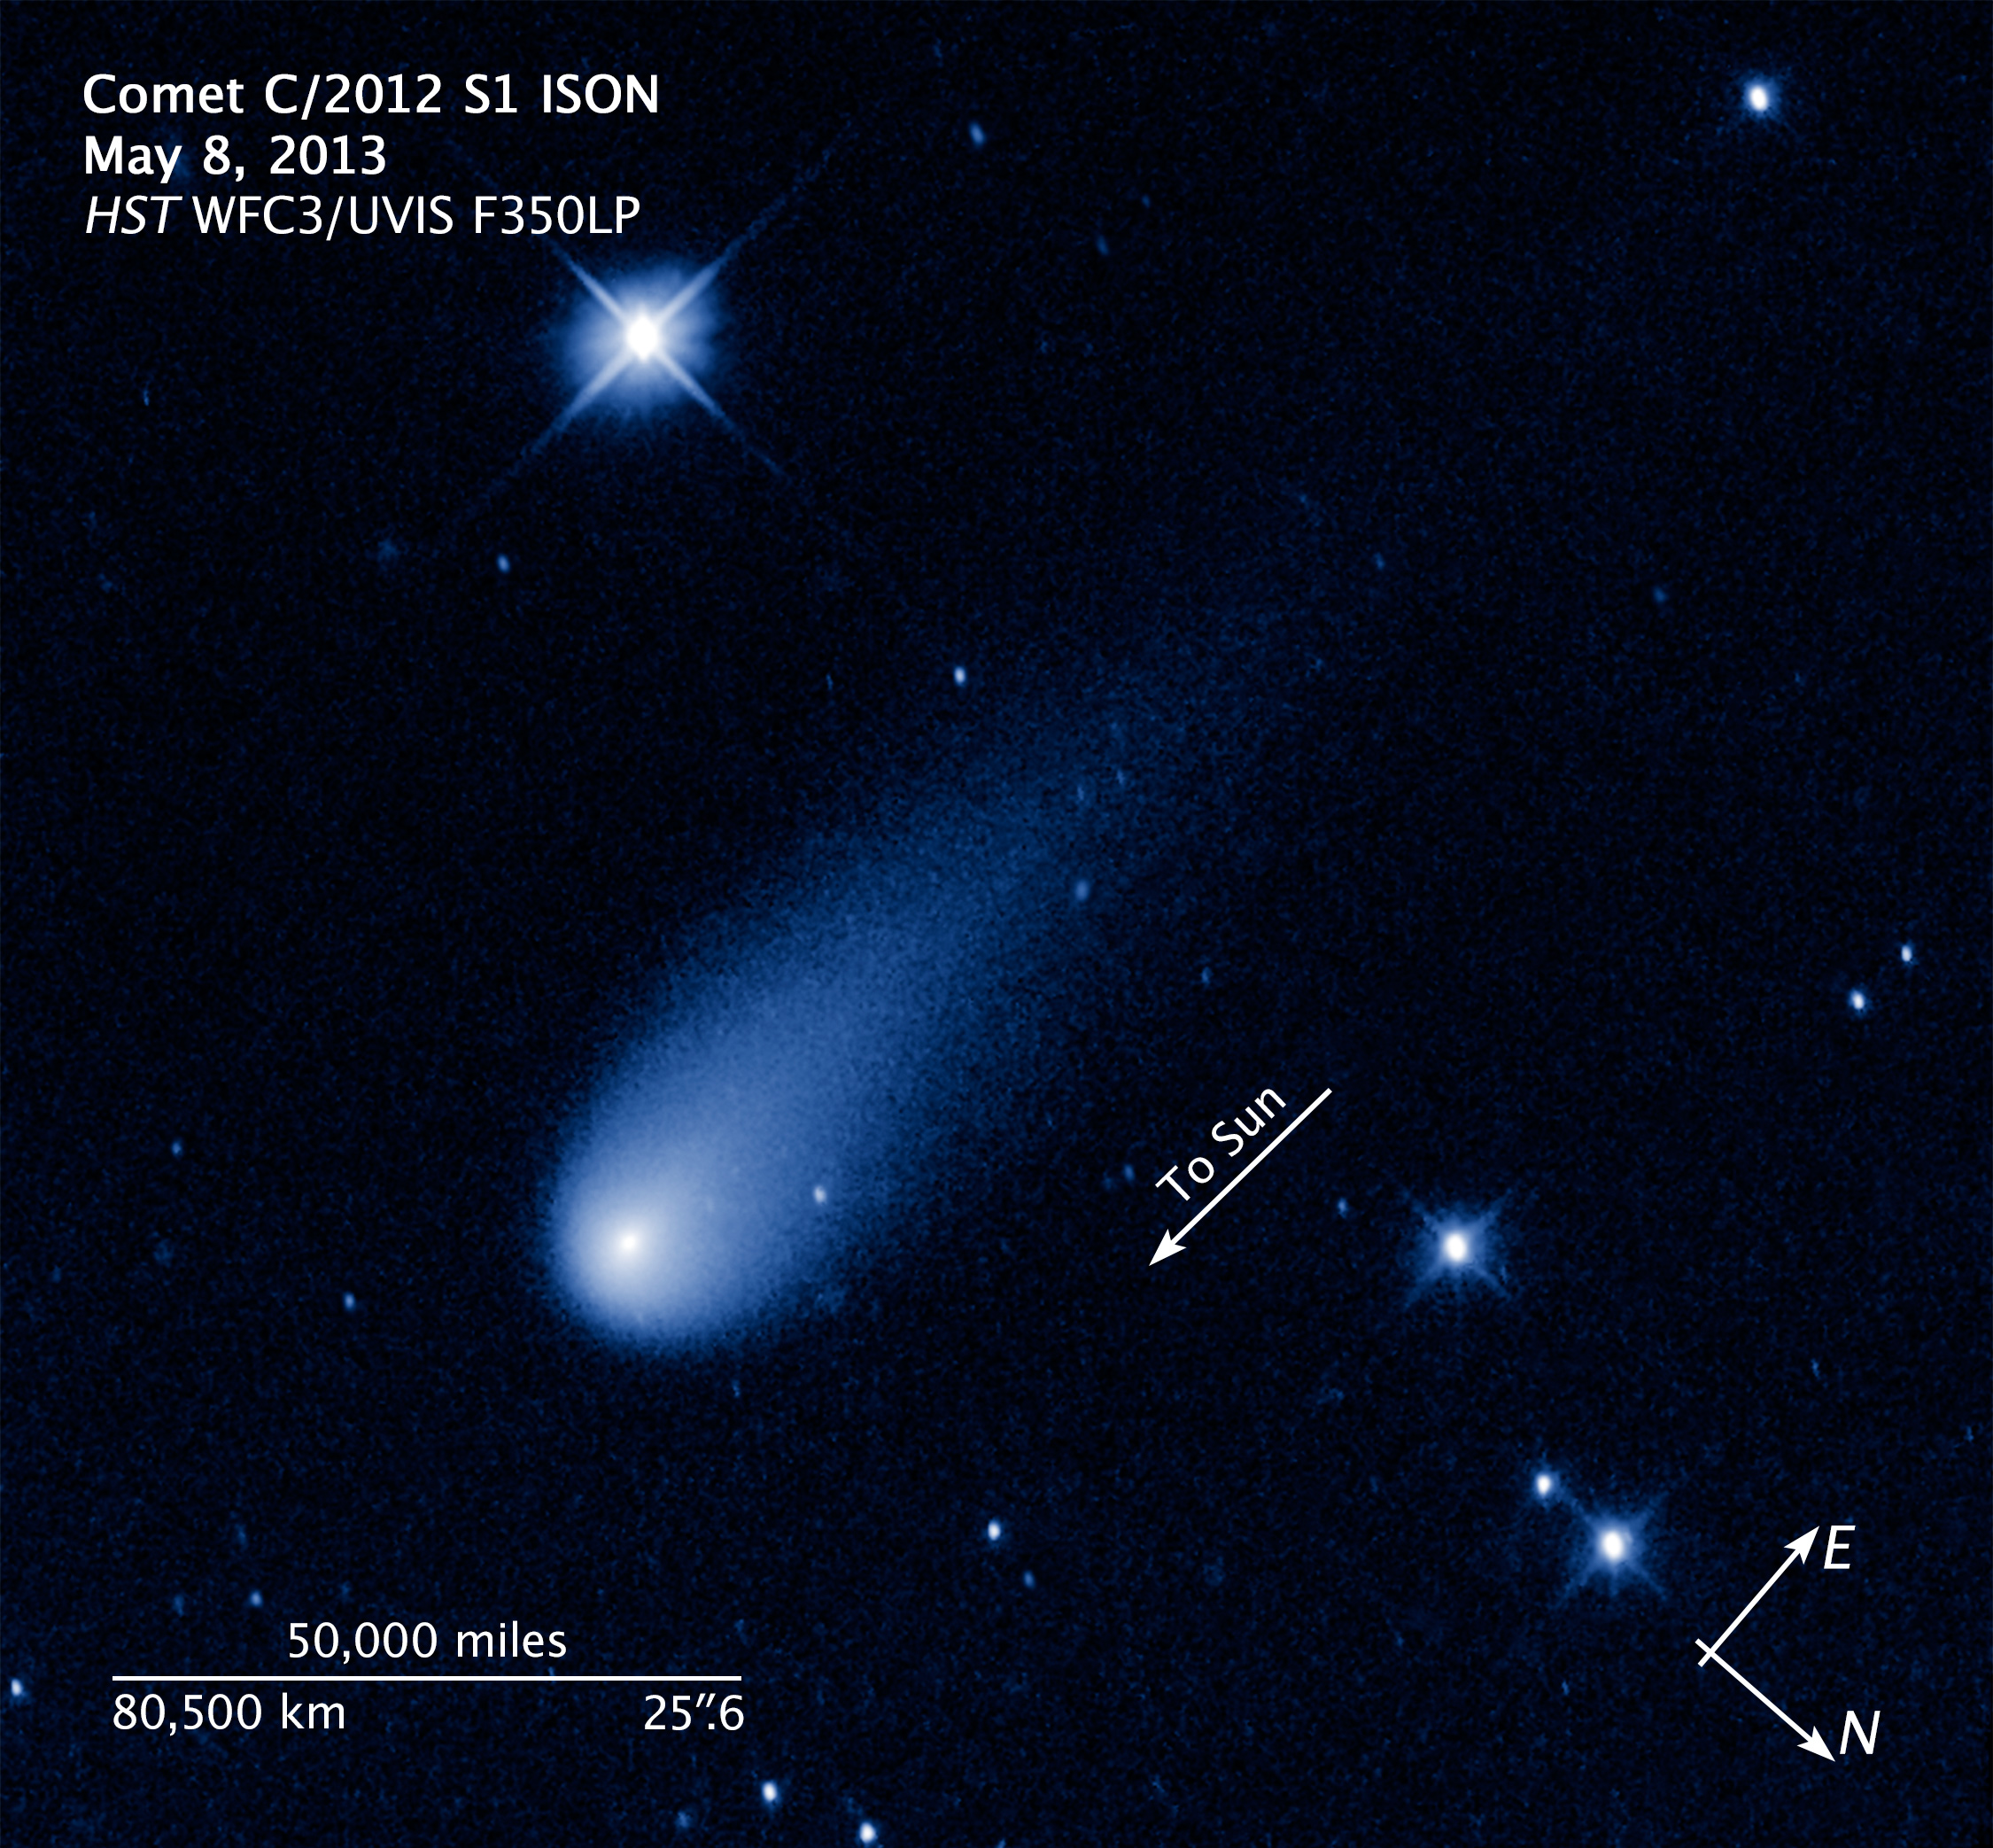 Comet C/2012 S1 ISON
May 8, 2013
HST WFC3/UVIS F350LP
To Sun
E
50,000 miles
80,500 km 25″.6
N